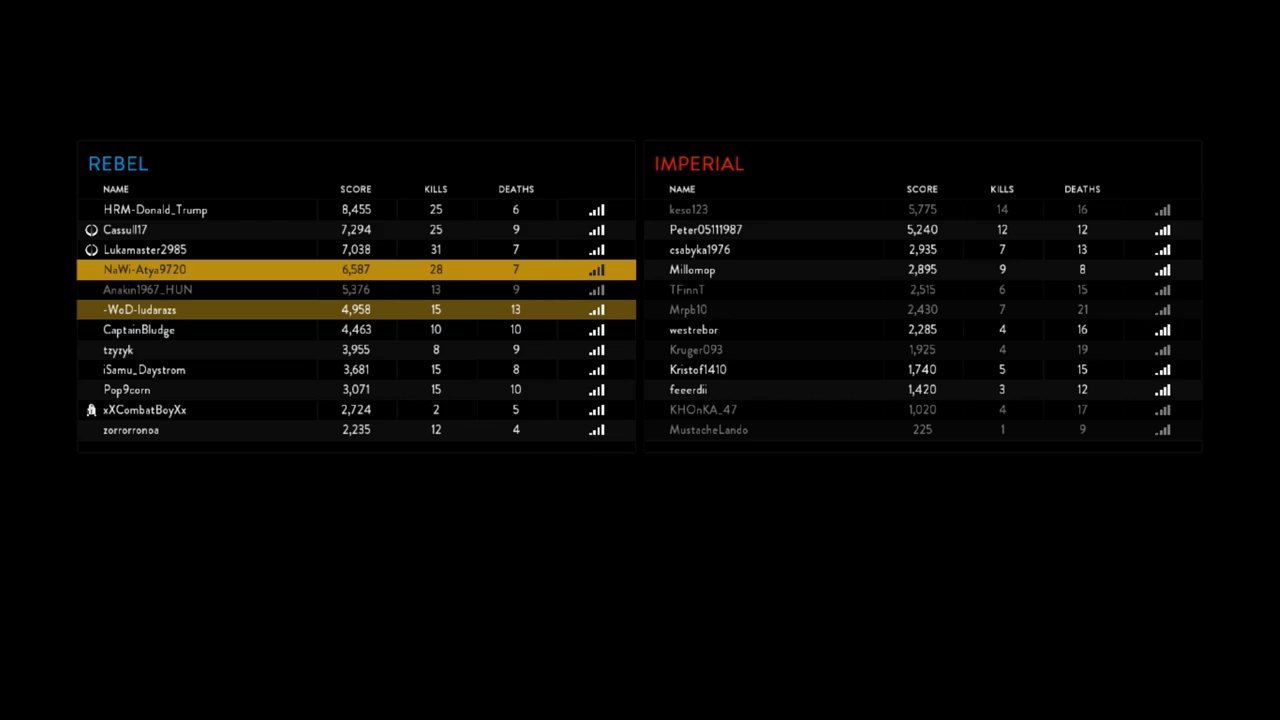 REBEL
NAME SCORE KILLS DEATHS
HRM-Donald_Trump 8,455 25 6
Cassull17 7,294 25 9
Lukamaster2985 7,038 31 7
NaWi-Atya9720 6,587 28 7
Anakin1967_HUN 5,376 13 9
-WoD-ludarazs 4,958 15 13
CaptainBludge 4,463 10 10
tzyzyk 3,955 8 9
iSamu_Daystrom 3,681 15 8
Pop9corn 3,071 15 10
xXCombatBoyXx 2,724 2 5
zorrorronoa 2,235 12 4
IMPERIAL
NAME SCORE KILLS DEATHS
keso123 5,775 14 16
Peter05111987 5,240 12 12
csabyka1976 2,935 7 13
Millomop 2,895 9 8
TFinnT 2,515 6 15
Mrpb10 2,430 7 21
westrebor 2,285 4 16
Kruger093 1,925 4 19
Kristof1410 1,740 5 15
feeerdii 1,420 3 12
KHOnKA_47 1,020 4 17
MustacheLando 225 1 9